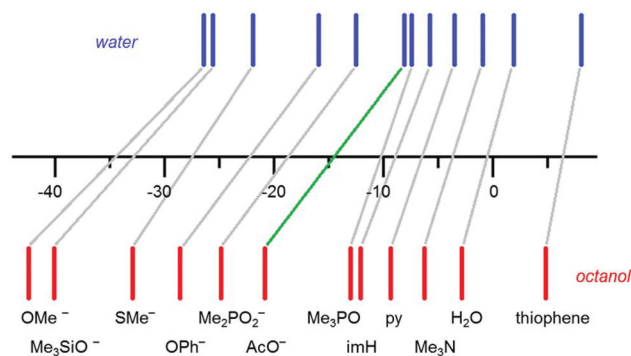 water
-40 -30 -20 -10 0
octanol
OMe⁻ SMe⁻ Me₂PO₂⁻ Me₃PO py H₂O thiophene
Me₃SiO⁻ OPh⁻ AcO⁻ imH Me₃N